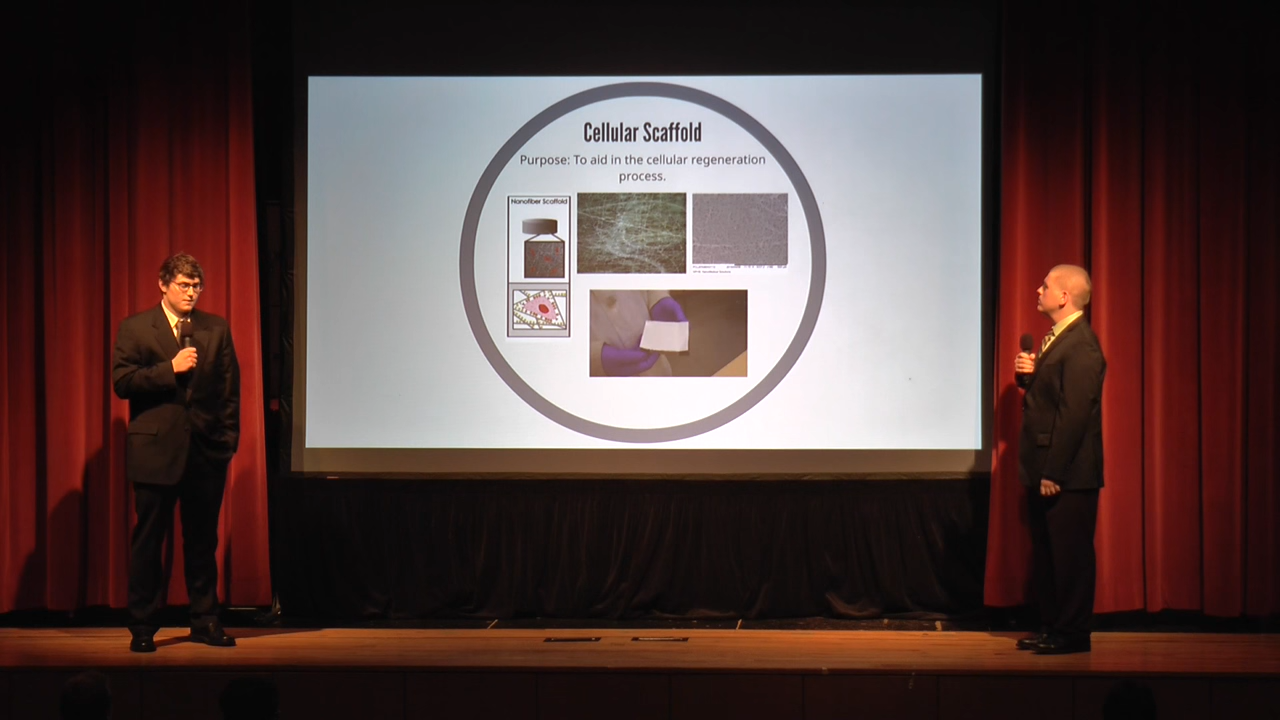 Cellular Scaffold
Purpose: To aid in the cellular regeneration
process.
Nanofiber Scaffold